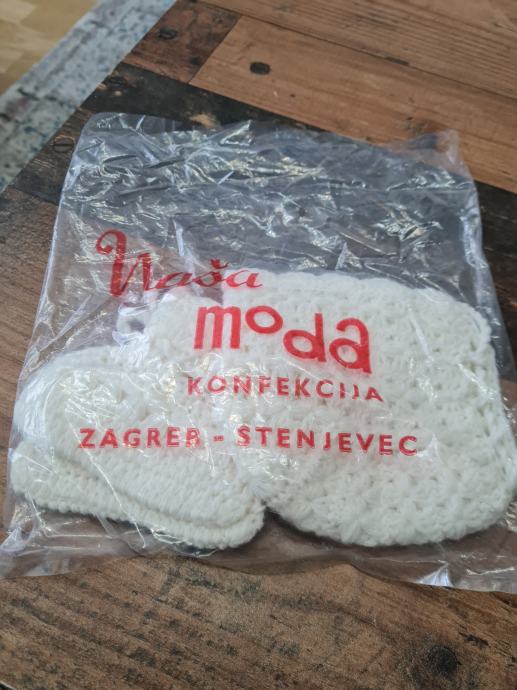 Naša
moda
KONFEKCIJA
ZAGREB - STENJEVEC